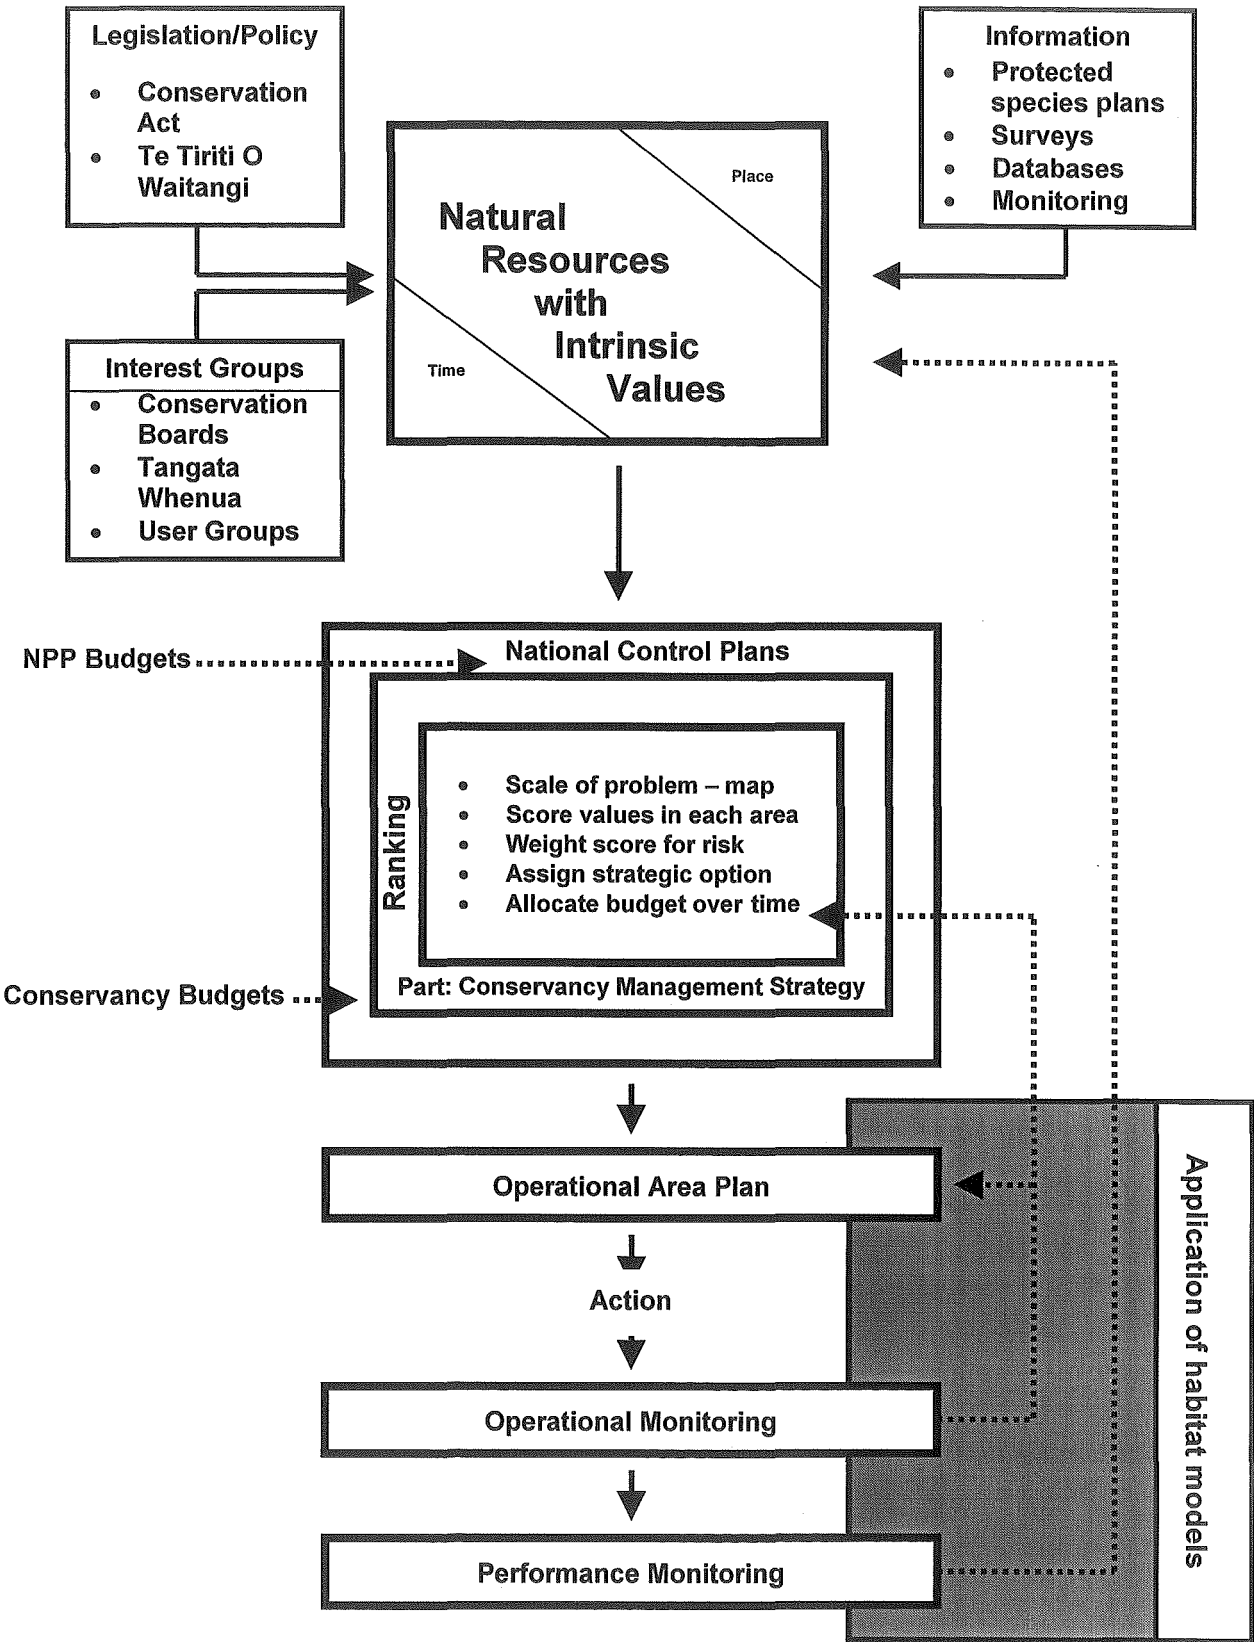 Legislation/Policy
• Conservation
Act
• Te Tiriti O
Waitangi
Information
• Protected
species plans
• Surveys
• Databases
• Monitoring
Place
Natural
Resources
with
Intrinsic
Values
Time
Interest Groups
• Conservation
Boards
• Tangata
Whenua
• User Groups
NPP Budgets
National Control Plans
Ranking
• Scale of problem – map
• Score values in each area
• Weight score for risk
• Assign strategic option
• Allocate budget over time
Part: Conservancy Management Strategy
Conservancy Budgets
Operational Area Plan
Action
Operational Monitoring
Performance Monitoring
Application of habitat models